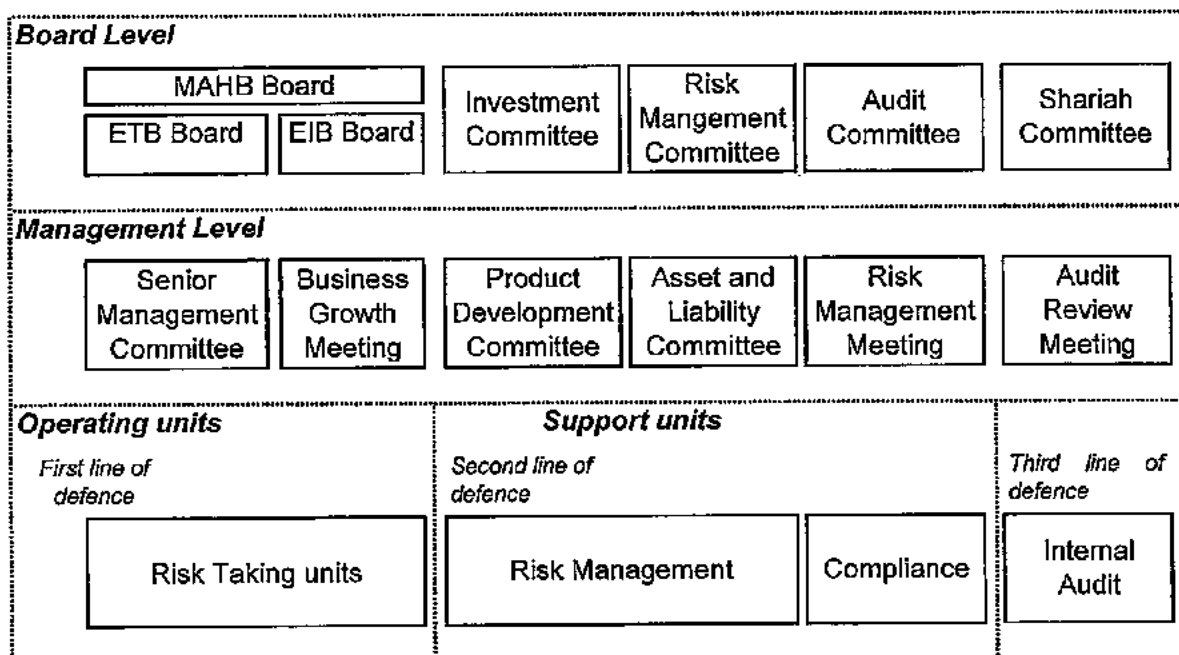 Board Level
MAHB Board
ETB Board
EIB Board
Investment
Committee
Risk
Mangement
Committee
Audit
Committee
Shariah
Committee
Management Level
Senior
Management
Committee
Business
Growth
Meeting
Product
Development
Committee
Asset and
Liability
Committee
Risk
Management
Meeting
Audit
Review
Meeting
Operating units
Support units
First line of
defence
Second line of
defence
Third line of
defence
Risk Taking units
Risk Management
Compliance
Internal
Audit